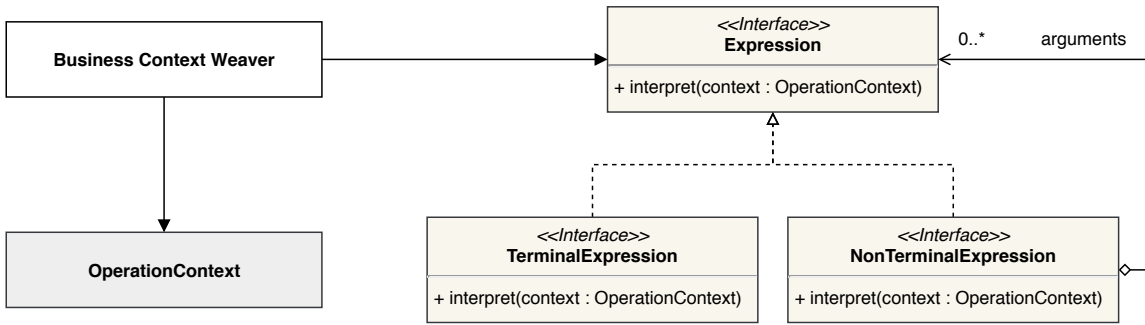 <<Interface>>
Expression
0..* arguments
Business Context Weaver
+ interpret(context : OperationContext)
<<Interface>>
TerminalExpression
<<Interface>>
NonTerminalExpression
OperationContext
+ interpret(context : OperationContext)
+ interpret(context : OperationContext)